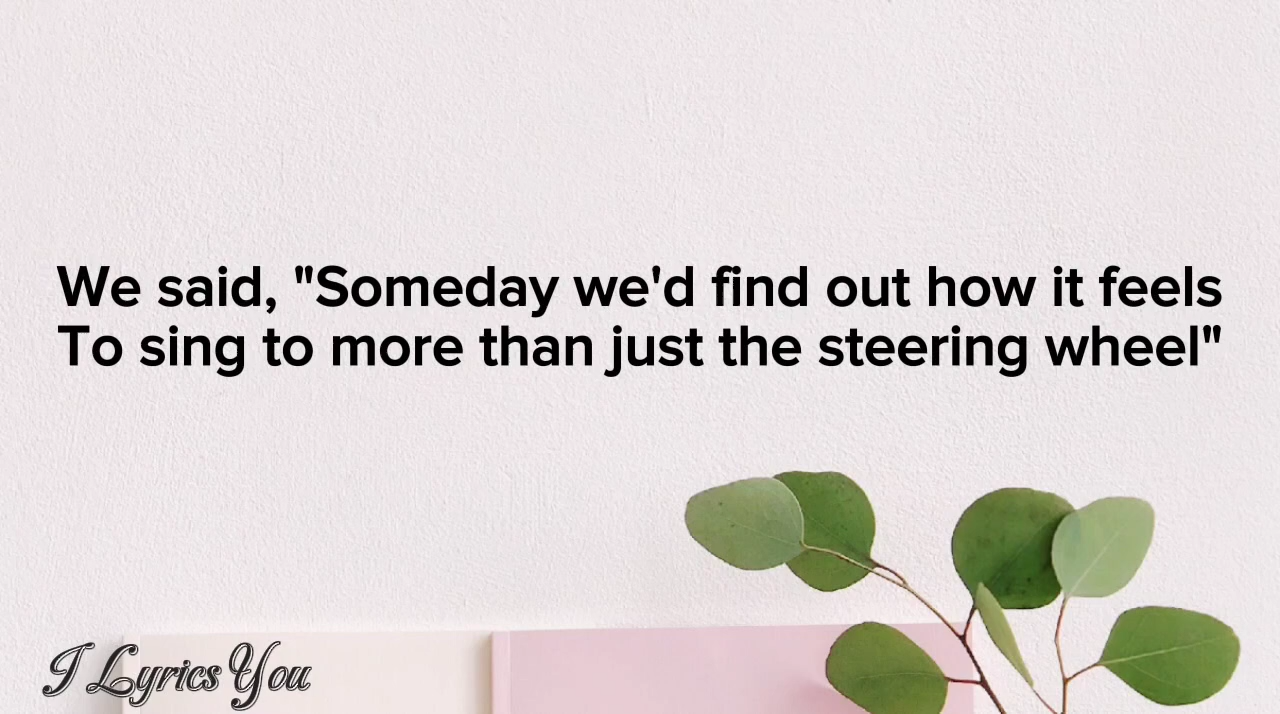 We said, "Someday we'd find out how it feels
To sing to more than just the steering wheel"
I Lyrics You